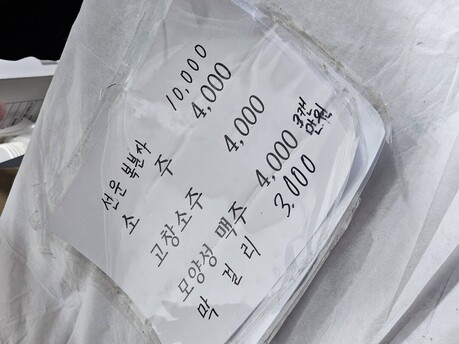 선운 복분자 10,000
소 주 4,000
고창소주 4,000
모양성 맥주 4,000 3캔 만원
막 걸 리 3,000